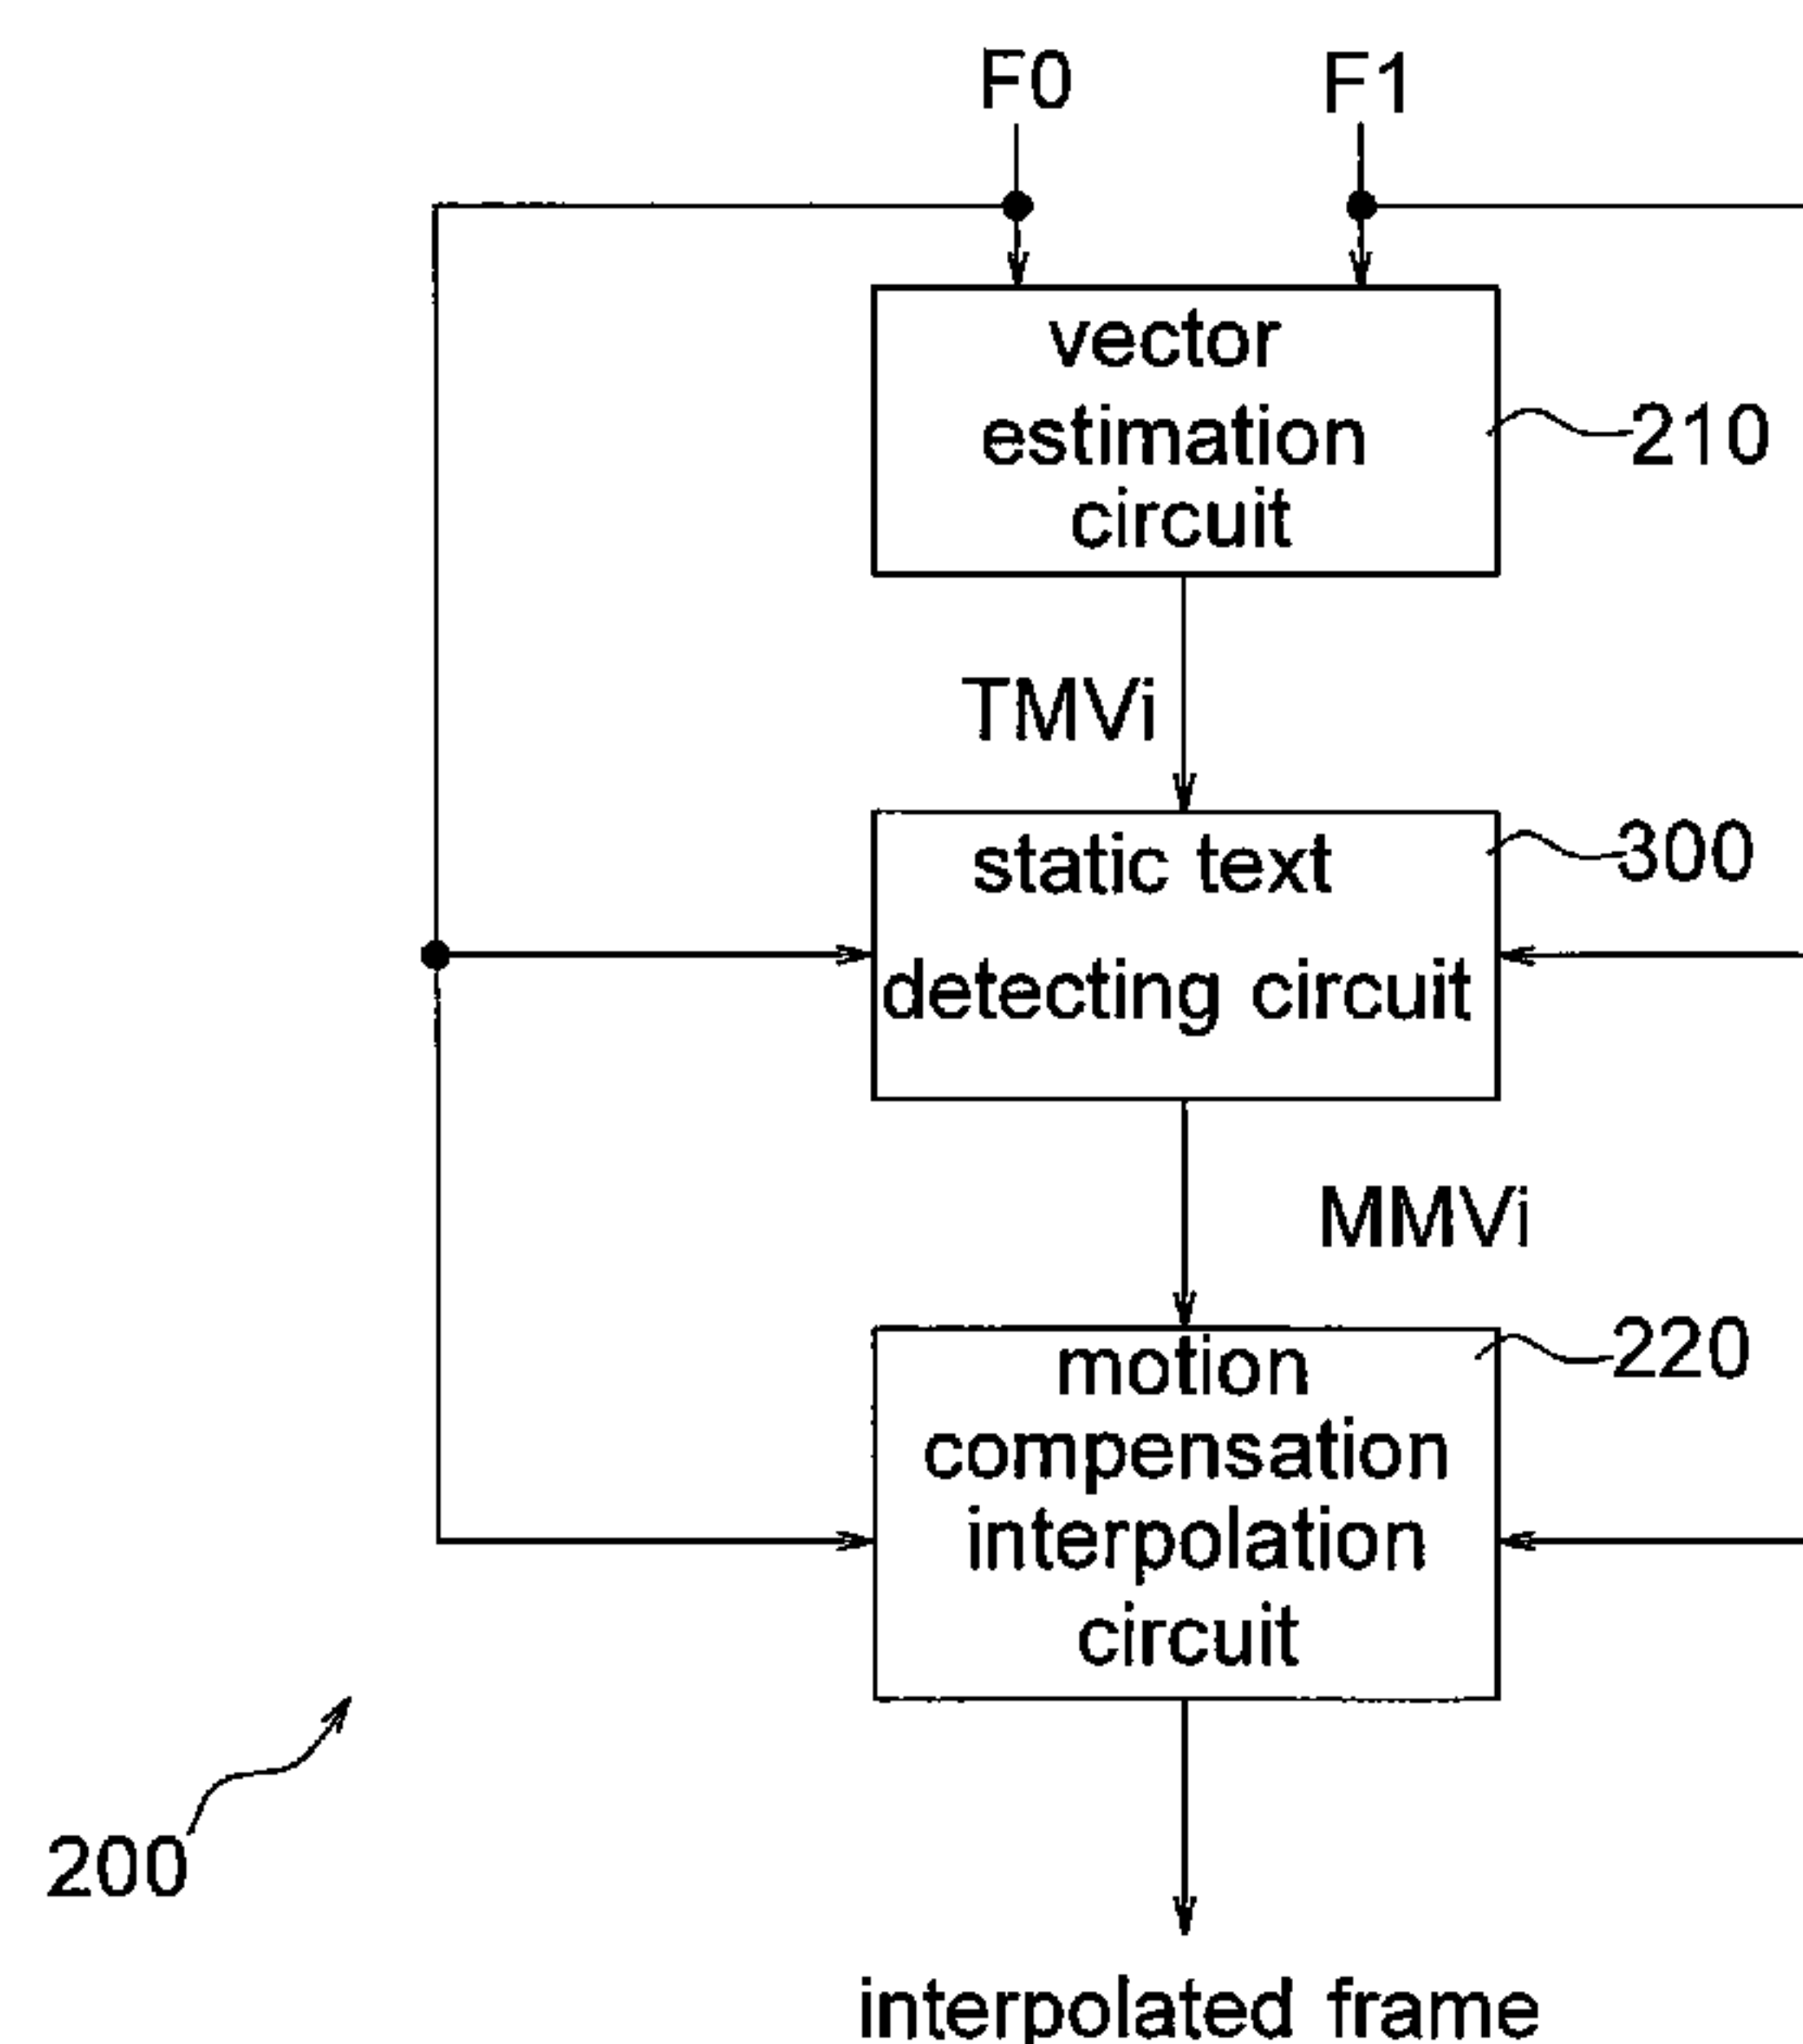 F0 F1
vector
estimation
circuit
210
TMVi
static text
detecting circuit
300
MMVi
motion
compensation
interpolation
circuit
220
200
interpolated frame